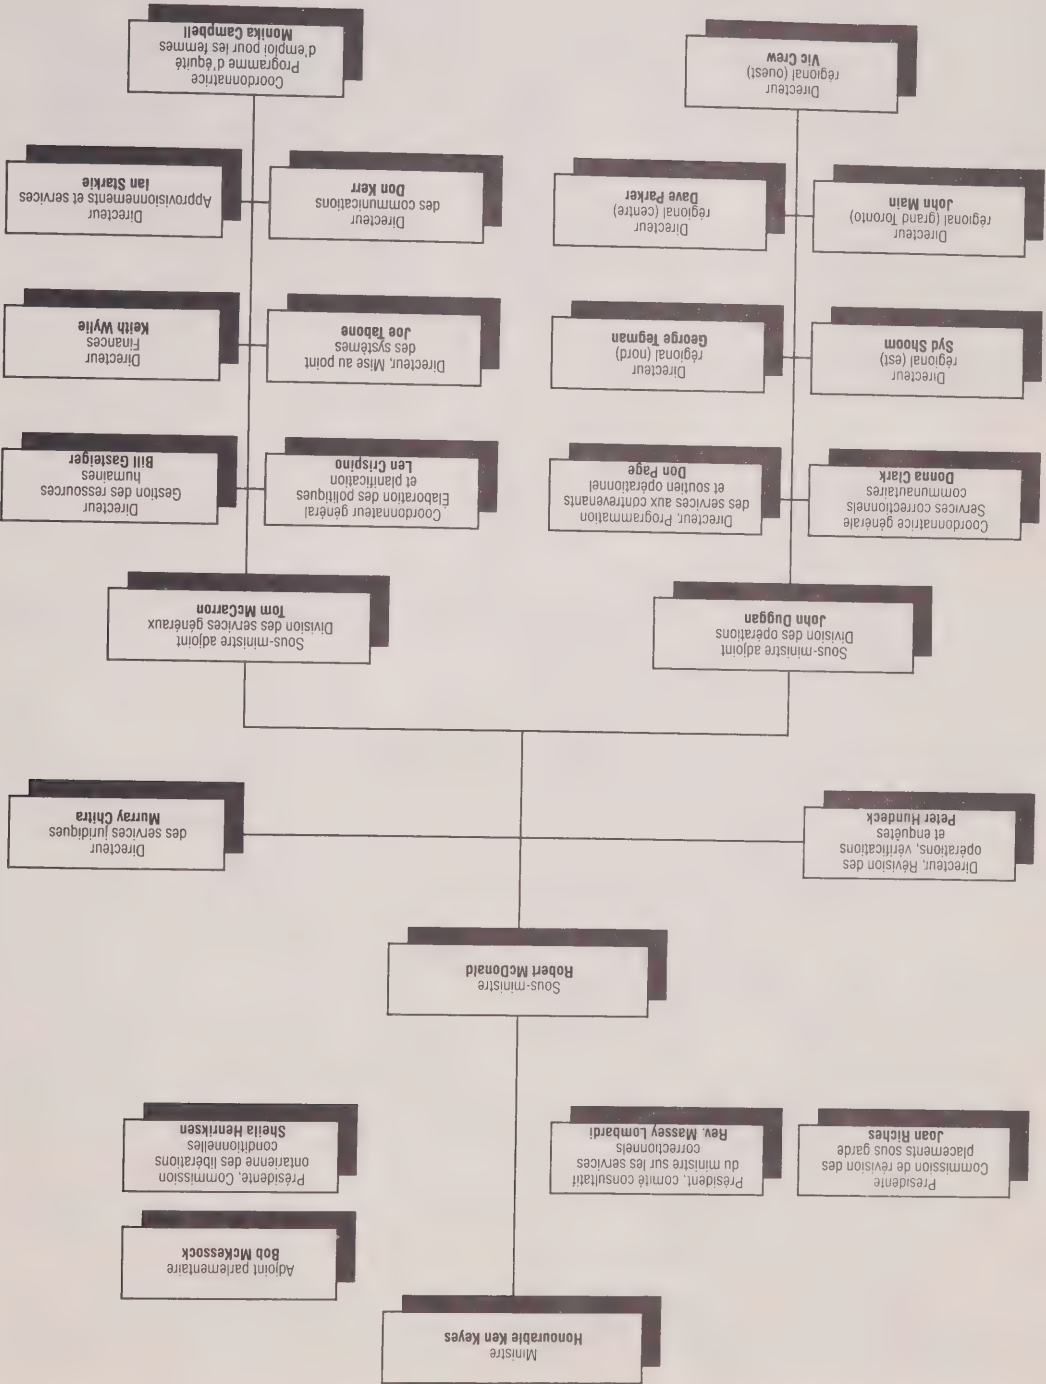 Ministre
Honourable Ken Keyes
Adjoint parlementaire
Bob McKessock
Presidente
Commission de révision des
placements sous garde
Joan Riches
Président, comité consultatif
du ministre sur les services
correctionnels
Rev. Massey Lombardi
Présidente, Commission
ontarienne des libérations
conditionnelles
Sheila Henriksen
Sous-ministre
Robert McDonald
Directeur, Révision des
opérations, vérifications
et enquêtes
Peter Hundeck
Directeur
des services juridiques
Murray Chitra
Sous-ministre adjoint
Division des opérations
John Duggan
Sous-ministre adjoint
Division des services généraux
Tom McCarron
Coordonnatrice générale
Services correctionnels
communautaires
Donna Clark
Directeur, Programmation
des services aux contrevenants
et soutien opérationnel
Don Page
Coordonnateur général
Élaboration des politiques
et planification
Len Crispino
Directeur
Gestion des ressources
humaines
Bill Gasteiger
Directeur
régional (est)
Syd Shoom
Directeur
régional (nord)
George Tegman
Directeur, Mise au point
des systèmes
Joe Tabone
Directeur
Finances
Keith Wylie
Directeur
régional (grand Toronto)
John Main
Directeur
régional (centre)
Dave Parker
Directeur
des communications
Don Kerr
Directeur
Approvisionnements et services
Ian Starkie
Directeur
régional (ouest)
Vic Crew
Coordonnatrice
Programme d'équité
d'emploi pour les femmes
Monika Campbell